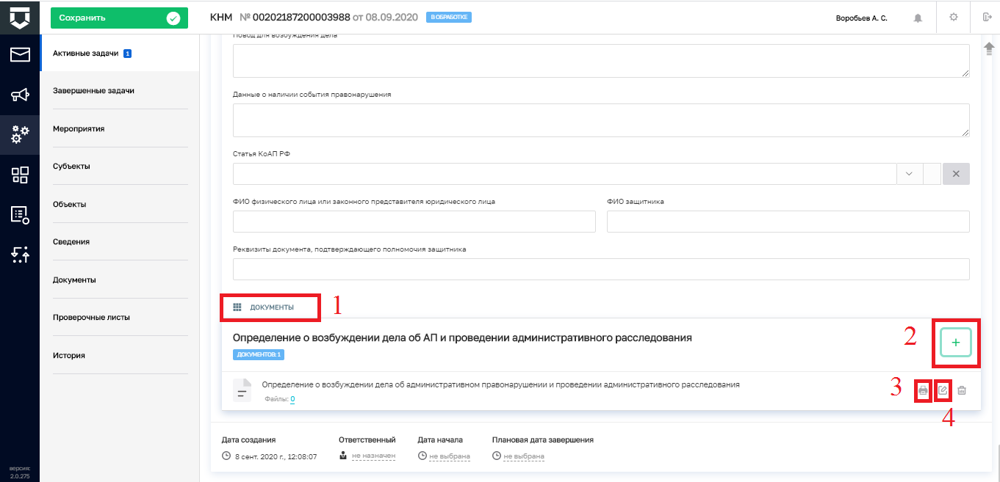 Сохранить
КНМ № 00202187200003988 от 08.09.2020 В ОБРАБОТКЕ
Воробьев А. С.
Активные задачи 1
Завершенные задачи
Мероприятия
Субъекты
Объекты
Сведения
Документы
Проверочные листы
История
версия:
2.0.275
Повод для возбуждения дела
Данные о наличии события правонарушения
Статья КоАП РФ
ФИО физического лица или законного представителя юридического лица
ФИО защитника
Реквизиты документа, подтверждающего полномочия защитника
ДОКУМЕНТЫ
1
Определение о возбуждении дела об АП и проведении административного расследования
ДОКУМЕНТОВ: 1
2
+
Определение о возбуждении дела об административном правонарушении и проведении административного расследования
Файлы: 0
3
4
Дата создания
8 сент. 2020 г., 12:08:07
Ответственный
не назначен
Дата начала
не выбрана
Плановая дата завершения
не выбрана